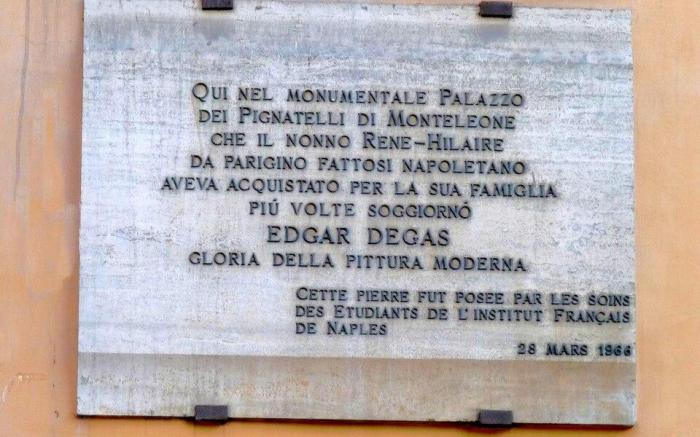 QUI NEL MONUMENTALE PALAZZO
DEI PIGNATELLI DI MONTELEONE
CHE IL NONNO RENE-HILAIRE
DA PARIGINO FATTOSI NAPOLETANO
AVEVA ACQUISTATO PER LA SUA FAMIGLIA
PIÚ VOLTE SOGGIORNÓ
EDGAR DEGAS
GLORIA DELLA PITTURA MODERNA
CETTE PIERRE FUT POSEE PAR LES SOINS
DES ETUDIANTS DE L'INSTITUT FRANÇAIS
DE NAPLES
28 MARS 1966